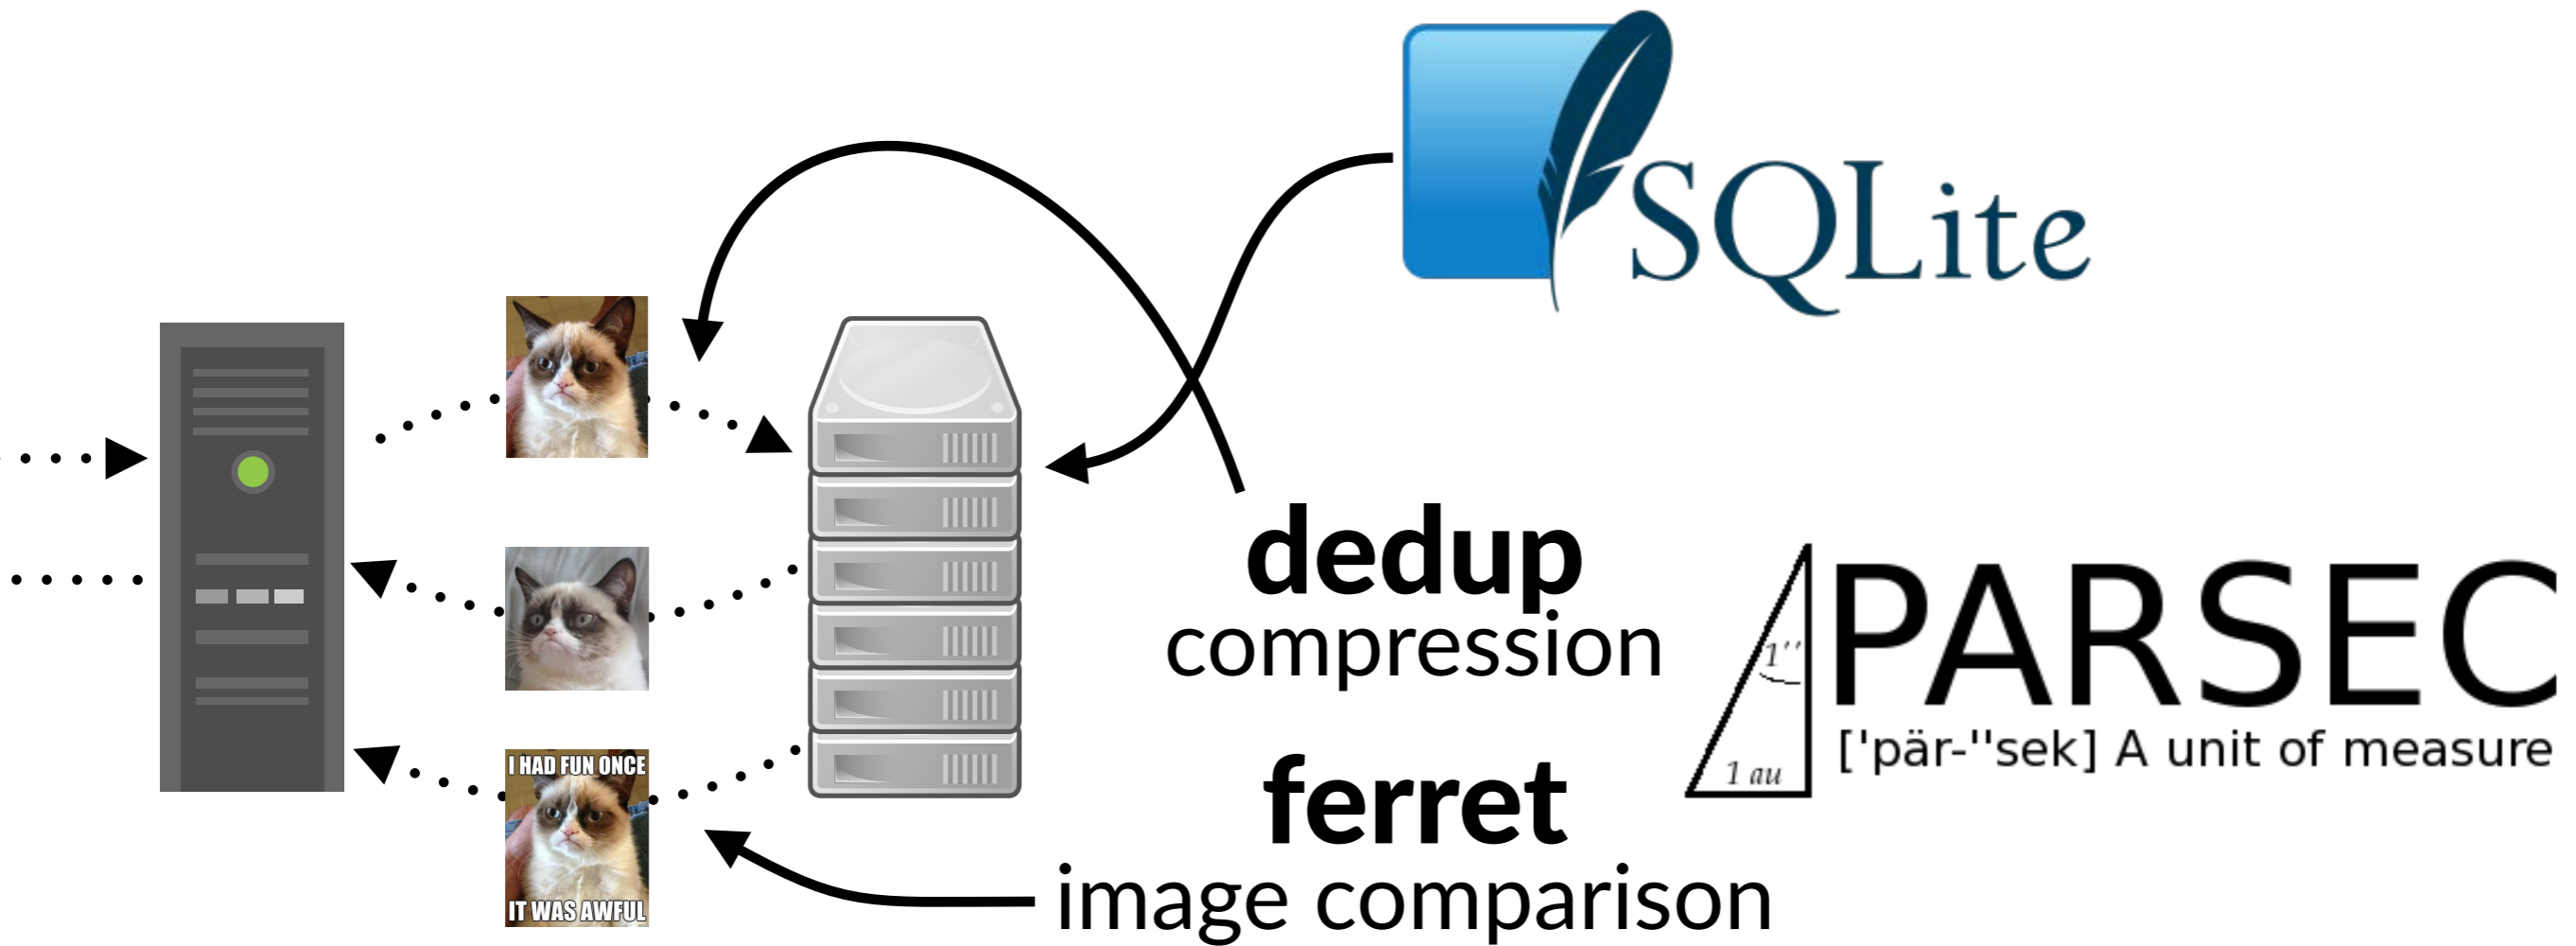 SQLite
dedup
compression
1''
PARSEC
['pär-''sek] A unit of measure
1 au
I HAD FUN ONCE
IT WAS AWFUL
ferret
image comparison